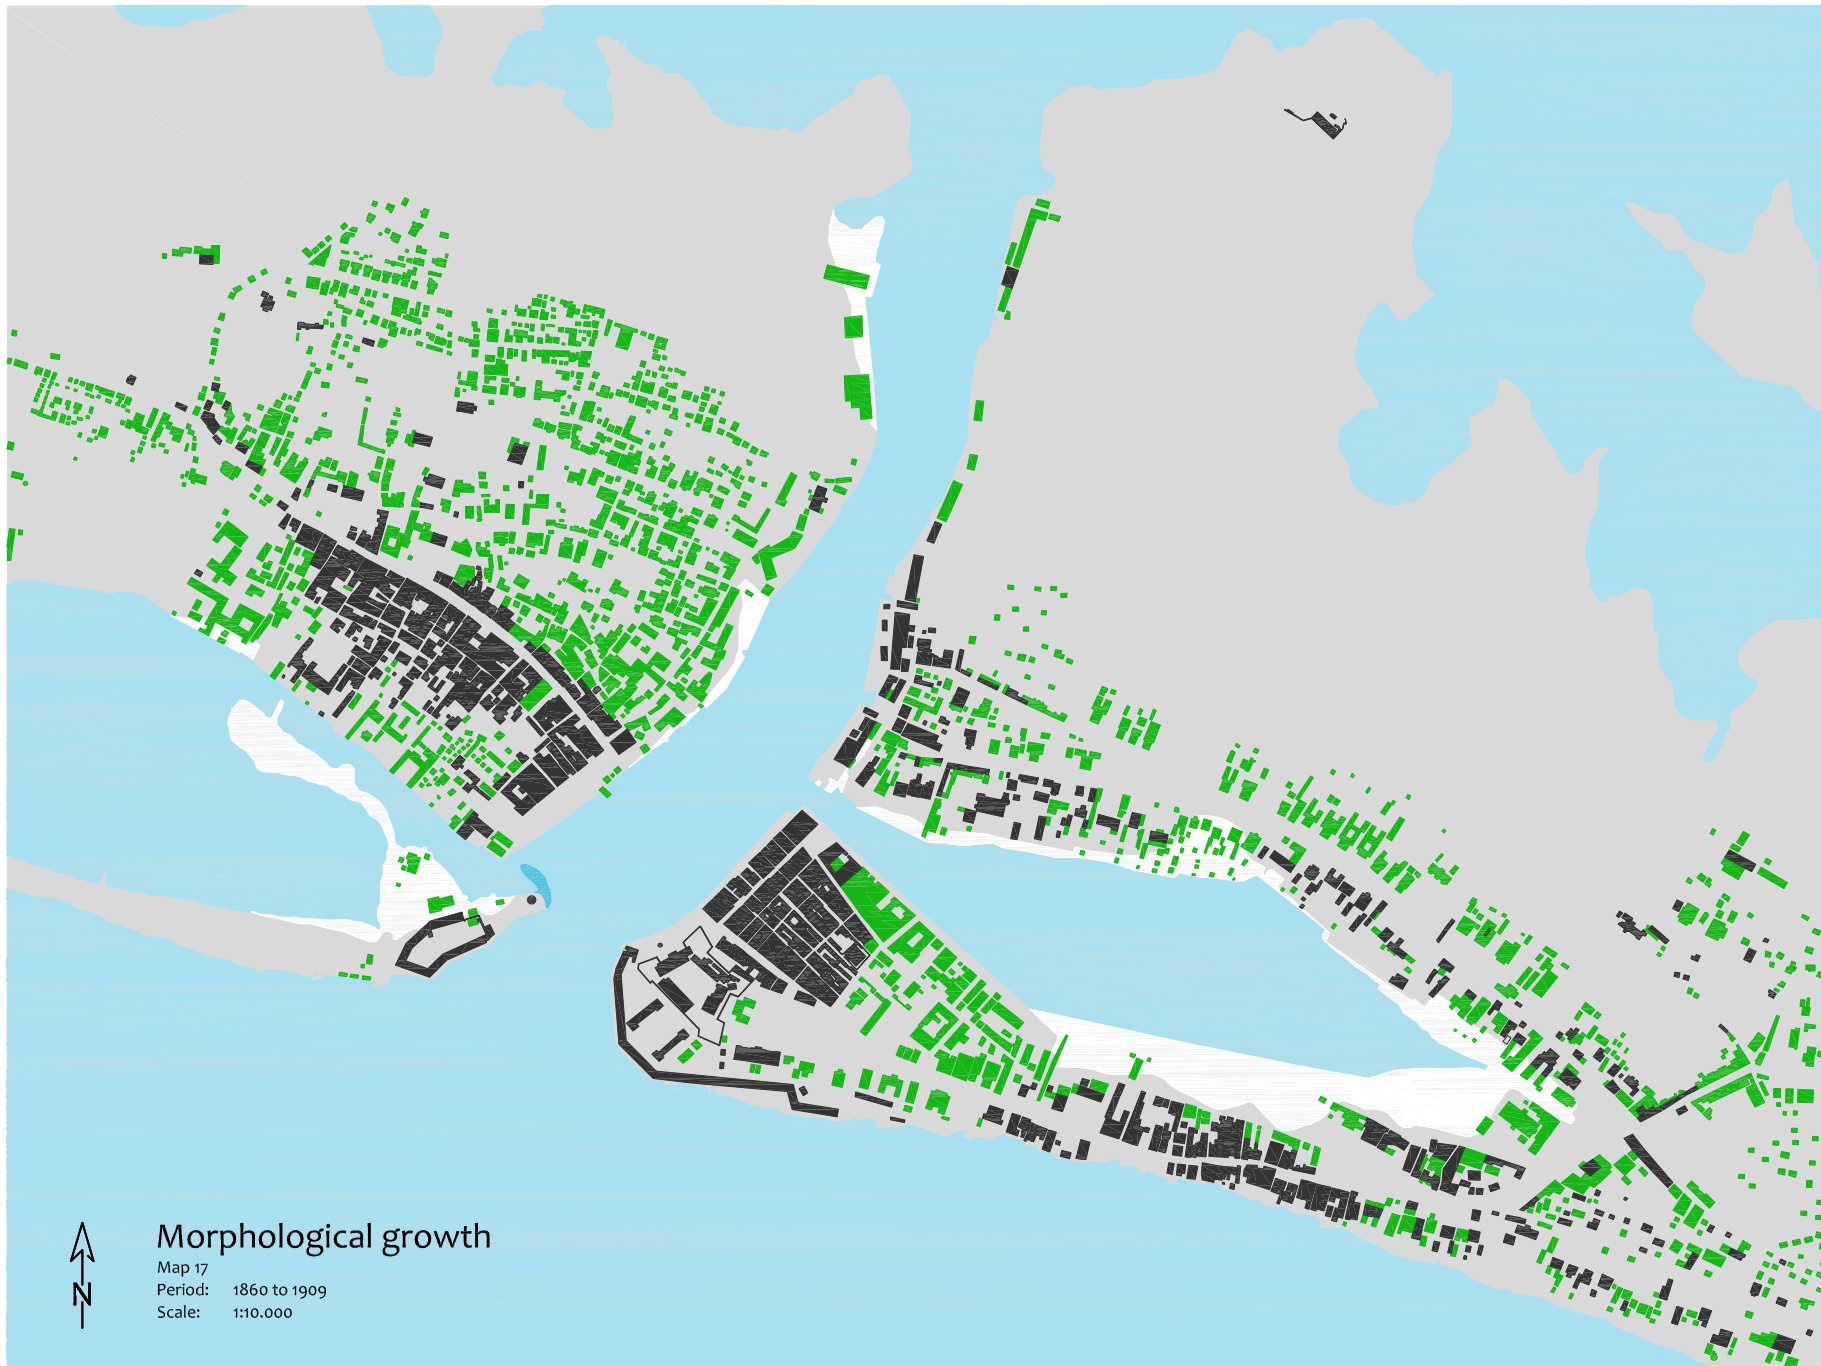 Morphological growth
Map 17
Period: 1860 to 1909
Scale: 1:10.000
N